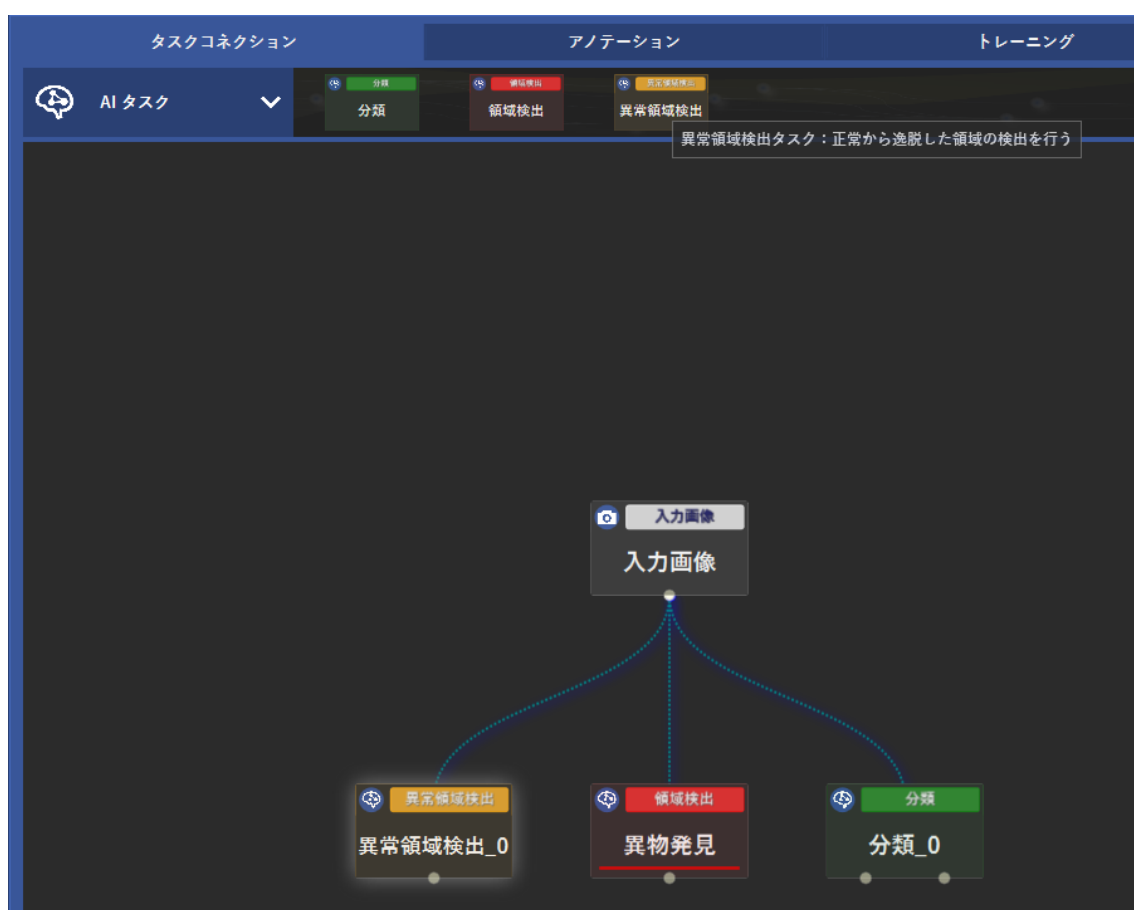 タスクコネクション
アノテーション
トレーニング
AI タスク
分類
分類
領域検出
領域検出
異常領域検出
異常領域検出
異常領域検出タスク：正常から逸脱した領域の検出を行う
入力画像
入力画像
異常領域検出
異常領域検出_0
領域検出
異物発見
分類
分類_0